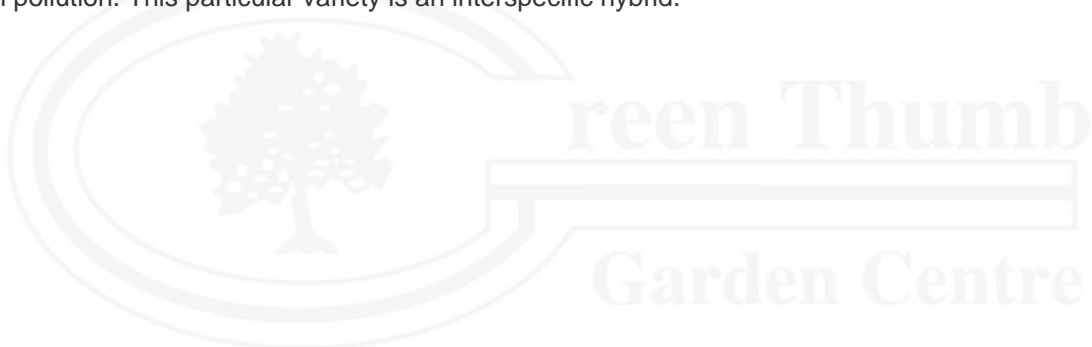 n pollution. This particular variety is an interspecific hybrid.
reen Thumb
Garden Centre